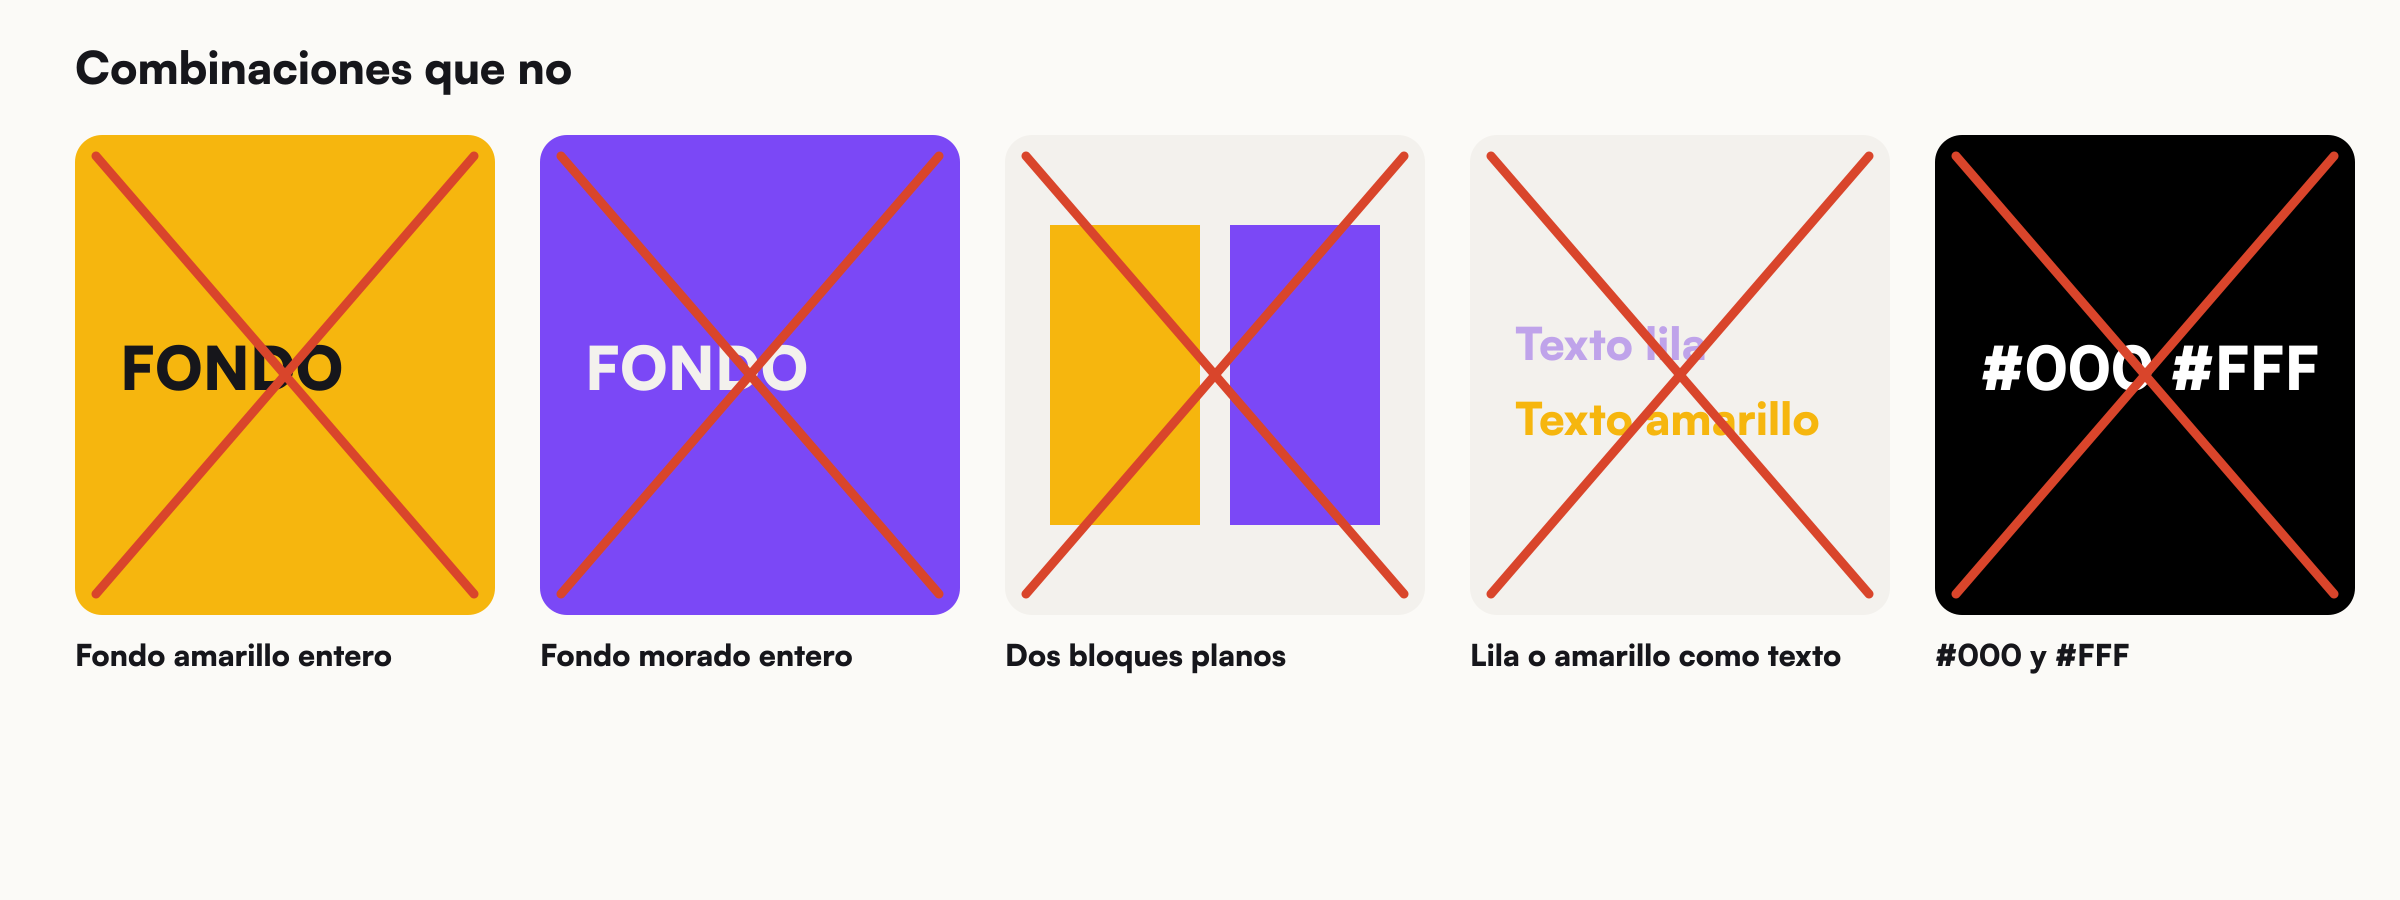 Combinaciones que no
FONDO
FONDO
Texto lila
Texto amarillo
#000 #FFF
Fondo amarillo entero
Fondo morado entero
Dos bloques planos
Lila o amarillo como texto
#000 y #FFF